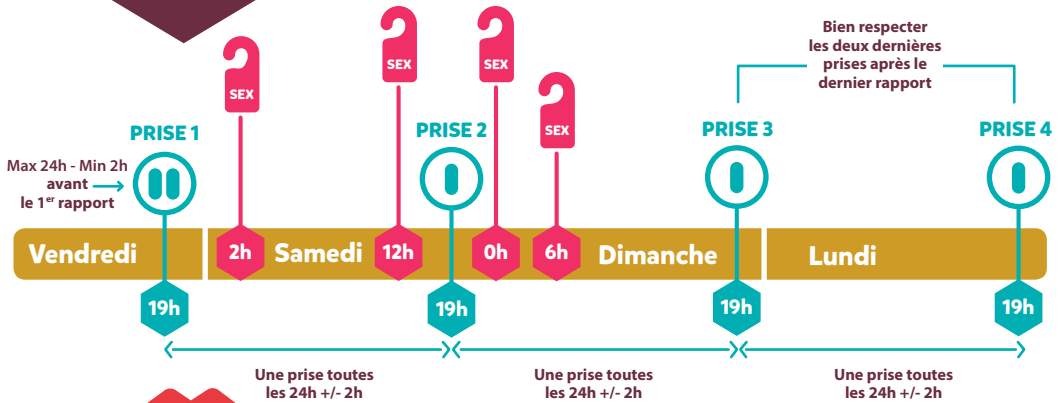 Bien respecter
les deux dernières
prises après le
dernier rapport
SEX
SEX
SEX
SEX
PRISE 1
PRISE 2
PRISE 3
PRISE 4
Max 24h - Min 2h
avant
le 1er rapport
Vendredi
2h
Samedi
12h
0h
6h
Dimanche
Lundi
19h
19h
19h
19h
Une prise toutes
les 24h +/- 2h
Une prise toutes
les 24h +/- 2h
Une prise toutes
les 24h +/- 2h